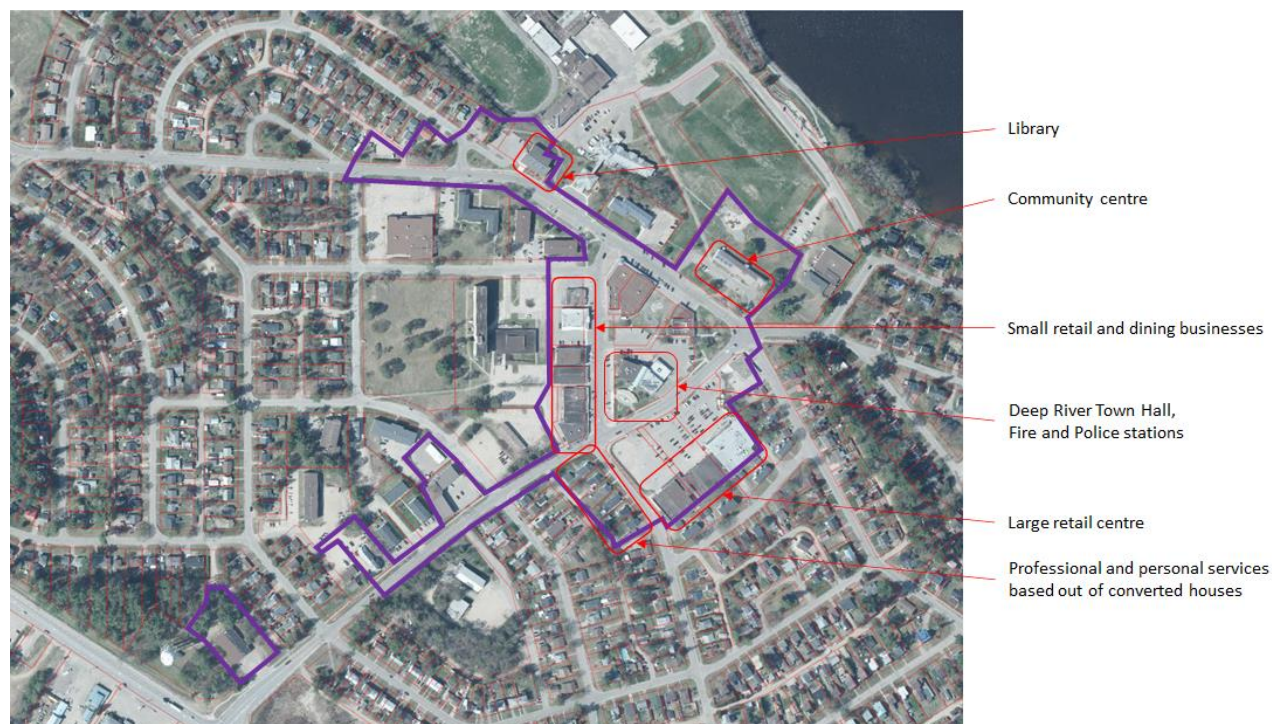 Library
Community centre
Small retail and dining businesses
Deep River Town Hall,
Fire and Police stations
Large retail centre
Professional and personal services
based out of converted houses